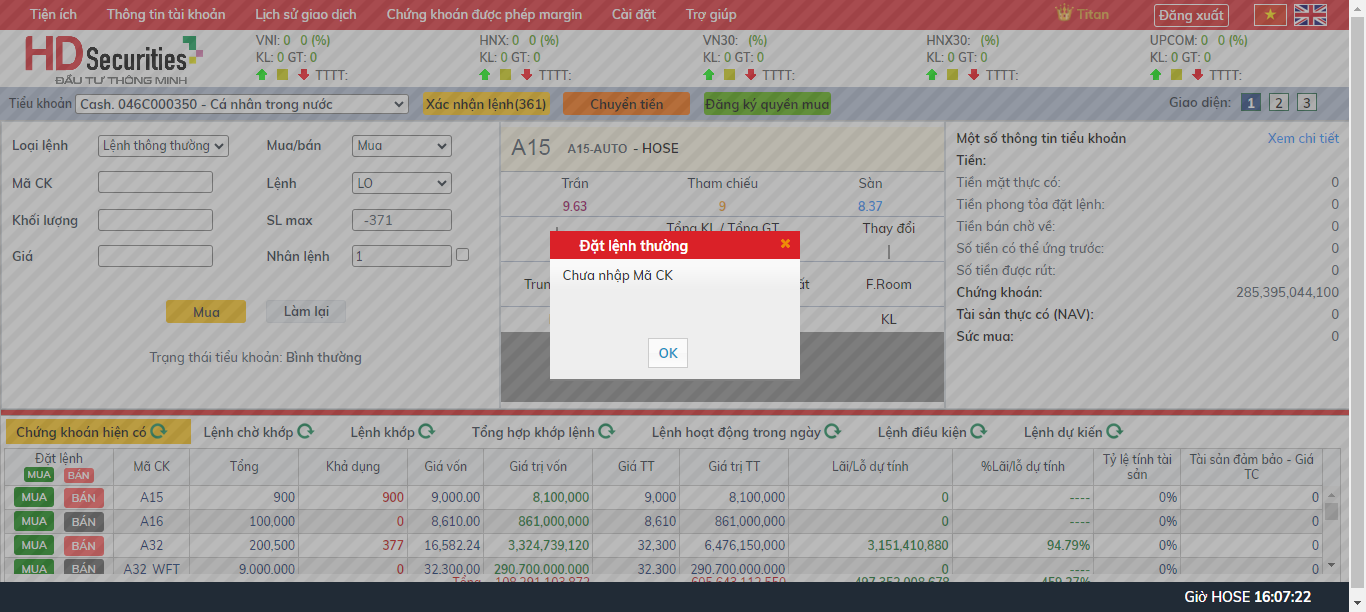 Tiện ích Thông tin tài khoản Lịch sử giao dịch Chứng khoán được phép margin Cài đặt Trợ giúp Titan Đăng xuất
HD Securities
ĐẦU TƯ THÔNG MINH
VNI: 0 0 (%) HNX: 0 0 (%) VN30: (%) HNX30: (%) UPCOM: 0 0 (%)
KL: 0 GT: 0 KL: 0 GT: 0 KL: 0 GT: 0 KL: 0 GT: 0 KL: 0 GT: 0
TTTT: TTTT: TTTT: TTTT: TTTT:
Tiểu khoản Cash. 046C000350 - Cá nhân trong nước Xác nhận lệnh(361) Chuyển tiền Đăng ký quyền mua Giao diện: 1 2 3
Loại lệnh Lệnh thông thường Mua/bán Mua
Mã CK Lệnh LO
Khối lượng SL max -371
Giá Nhân lệnh 1
Mua Làm lại
Trạng thái tiểu khoản: Bình thường
A15 A15-AUTO - HOSE
Trần Tham chiếu Sàn
9.63 9 8.37
Tổng KL / Tổng GT Thay đổi
|
F.Room
KL
Đặt lệnh thường
Chưa nhập Mã CK
OK
Một số thông tin tiểu khoản Xem chi tiết
Tiền:
Tiền mặt thực có: 0
Tiền phong tỏa đặt lệnh: 0
Tiền bán chờ về: 0
Số tiền có thể ứng trước: 0
Số tiền được rút: 0
Chứng khoán: 285,395,044,100
Tài sản thực có (NAV): 0
Sức mua: 0
Chứng khoán hiện có Lệnh chờ khớp Lệnh khớp Tổng hợp khớp lệnh Lệnh hoạt động trong ngày Lệnh điều kiện Lệnh dự kiến
Đặt lệnh MUA BÁN Mã CK Tổng Khả dụng Giá vốn Giá trị vốn Giá TT Giá trị TT Lãi/Lỗ dự tính %Lãi/lỗ dự tính Tỷ lệ tính tài sản Tài sản đảm bảo - Giá TC
MUA BÁN A15 900 900 9,000.00 8,100,000 9,000 8,100,000 0 ---- 0% 0
MUA BÁN A16 100,000 0 8,610.00 861,000,000 8,610 861,000,000 0 ---- 0% 0
MUA BÁN A32 200,500 377 16,582.24 3,324,739,120 32,300 6,476,150,000 3,151,410,880 94.79% 0% 0
MUA BÁN A32_WFT 9,000,000 0 32,300.00 290,700,000,000 32,300 290,700,000,000 0 ---- 0% 0
Tổng 108,291,103,872 605,643,112,550 497,352,008,678 459.27%
Giờ HOSE 16:07:22